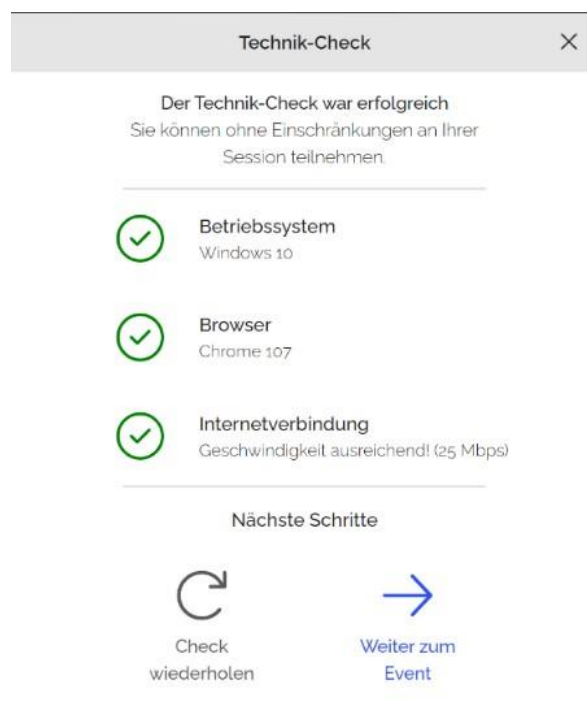 Technik-Check
Der Technik-Check war erfolgreich
Sie können ohne Einschränkungen an Ihrer
Session teilnehmen.
Betriebssystem
Windows 10
Browser
Chrome 107
Internetverbindung
Geschwindigkeit ausreichend! (25 Mbps)
Nächste Schritte
Check
wiederholen
Weiter zum
Event